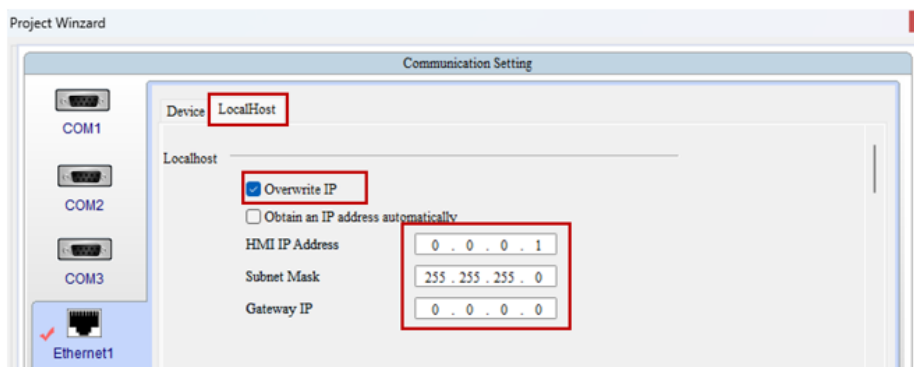 Project Winzard
Communication Setting
COM1
COM2
COM3
Ethernet1
Device LocalHost
Localhost
Overwrite IP
Obtain an IP address automatically
HMI IP Address 0 . 0 . 0 . 1
Subnet Mask 255 . 255 . 255 . 0
Gateway IP 0 . 0 . 0 . 0